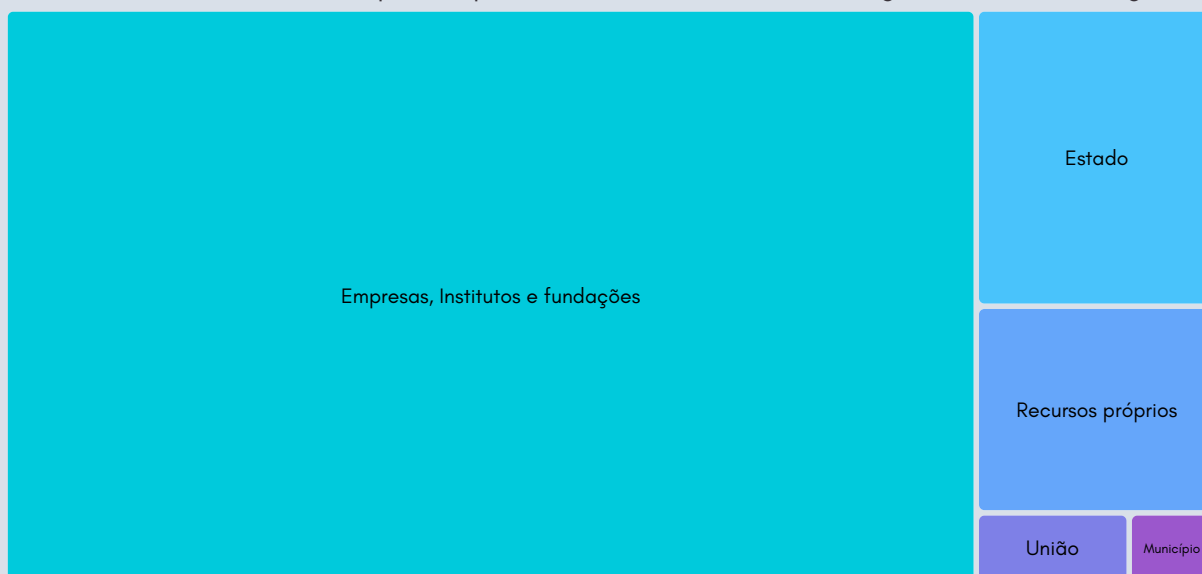 Empresas, Institutos e fundações
Estado
Recursos próprios
União
Município